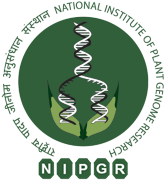 राष्ट्रीय पादप जीनोम अनुसंधान संस्थान
NATIONAL INSTITUTE OF PLANT GENOME RESEARCH
NIPGR